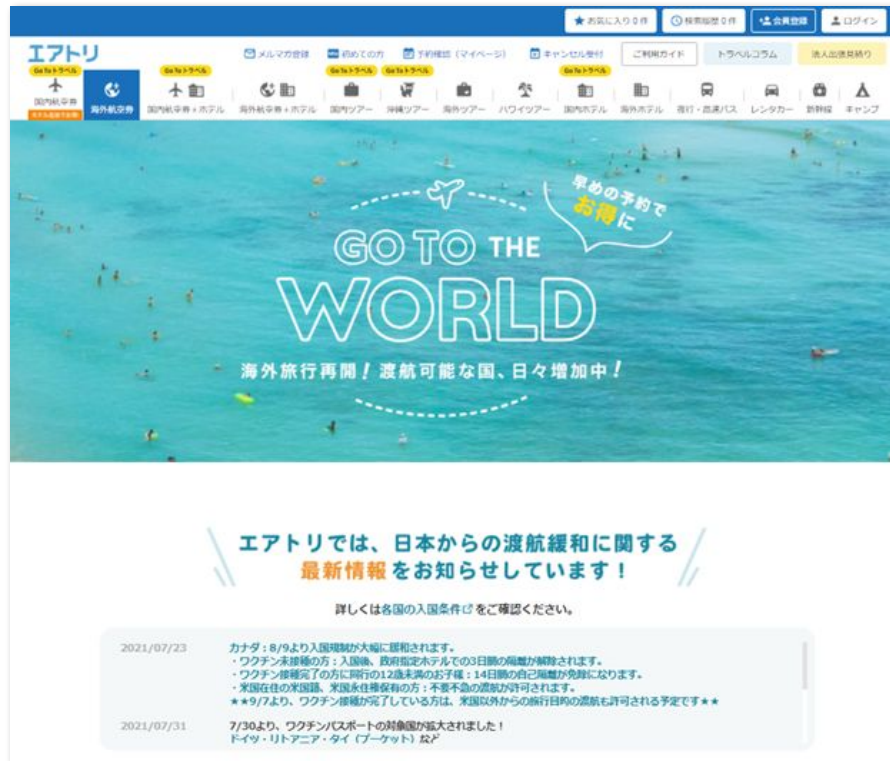 ★ お気に入り 0 件
検索履歴 0 件
会員登録
ログイン
エアトリ
メルマガ登録
初めての方
予約確認（マイページ）
キャンセル受付
ご利用ガイド
トラベルコラム
法人出張見積り
Go To トラベル
Go To トラベル
Go To トラベル
Go To トラベル
Go To トラベル
国内航空券
海外航空券
国内航空券＋ホテル
海外航空券＋ホテル
国内ツアー
沖縄ツアー
海外ツアー
ハワイツアー
国内ホテル
海外ホテル
夜行・高速バス
レンタカー
新幹線
キャンプ
早めの予約で
お得に
GO TO THE
WORLD
海外旅行再開！渡航可能な国、日々増加中！
エアトリでは、日本からの渡航緩和に関する
最新情報をお知らせしています！
詳しくは各国の入国条件をご確認ください。
2021/07/23
カナダ：8/9より入国規制が大幅に緩和されます。
・ワクチン未接種の方：入国後、政府指定ホテルでの3日間の隔離が解除されます。
・ワクチン接種完了の方に同行の12歳未満のお子様：14日間の自己隔離が免除になります。
・米国在住の米国籍、米国永住権保有の方：不要不急の渡航が許可されます。
★★9/7より、ワクチン接種が完了している方は、米国以外からの旅行目的の渡航も許可される予定です★★
2021/07/31
7/30より、ワクチンパスポートの対象国が拡大されました！
ドイツ・リトアニア・タイ（プーケット）など